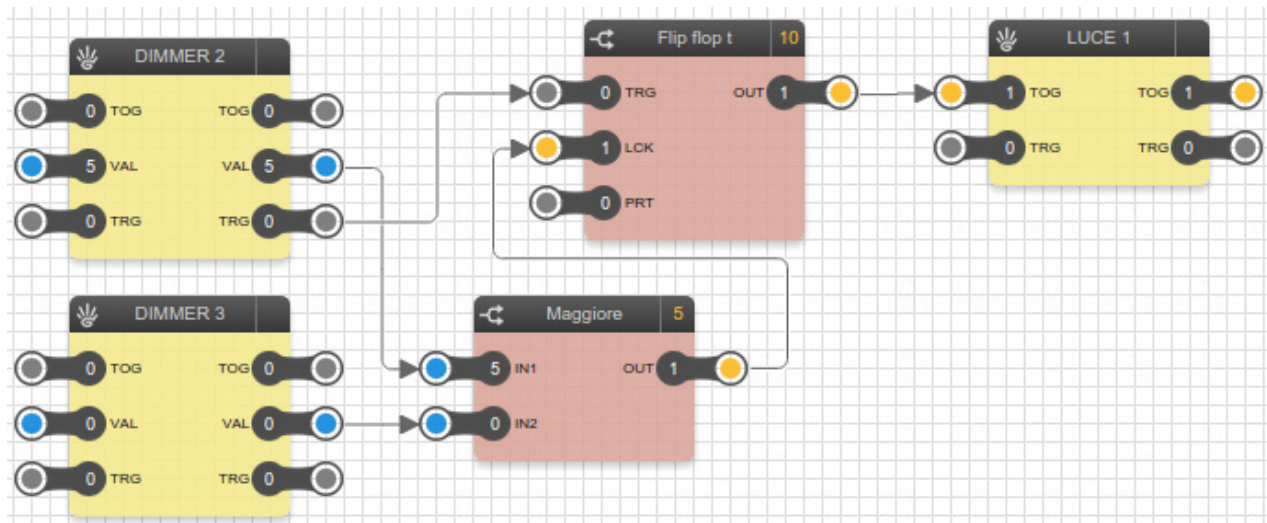 DIMMER 2
0 TOG TOG 0
5 VAL VAL 5
0 TRG TRG 0
Flip flop t 10
0 TRG OUT 1
1 LCK
0 PRT
LUCE 1
1 TOG TOG 1
0 TRG TRG 0
DIMMER 3
0 TOG TOG 0
0 VAL VAL 0
0 TRG TRG 0
Maggiore 5
5 IN1 OUT 1
0 IN2